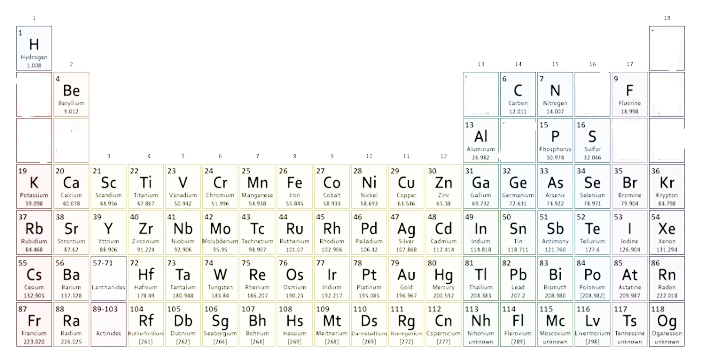 1 18
1
H
Hydrogen
1.008
2 13 14 15 16 17
4 6 7 9
Be C N F
Beryllium Carbon Nitrogen Fluorine
9.012 12.011 14.007 18.998
13 15 16
Al P S
Aluminum Phosphorus Sulfur
26.982 30.974 32.066
3 4 5 6 7 8 9 10 11 12
19 20 21 22 23 24 25 26 27 28 29 30 31 32 33 34 35 36
K Ca Sc Ti V Cr Mn Fe Co Ni Cu Zn Ga Ge As Se Br Kr
Potassium Calcium Scandium Titanium Vanadium Chromium Manganese Iron Cobalt Nickel Copper Zinc Gallium Germanium Arsenic Selenium Bromine Krypton
39.098 40.078 44.956 47.867 50.942 51.996 54.938 55.845 58.933 58.693 63.546 65.38 69.732 72.631 74.922 78.971 79.904 84.798
37 38 39 40 41 42 43 44 45 46 47 48 49 50 51 52 53 54
Rb Sr Y Zr Nb Mo Tc Ru Rh Pd Ag Cd In Sn Sb Te I Xe
Rubidium Strontium Yttrium Zirconium Niobium Molybdenum Technetium Ruthenium Rhodium Palladium Silver Cadmium Indium Tin Antimony Tellurium Iodine Xenon
84.468 87.62 88.906 91.224 92.906 95.95 98.907 101.07 102.906 106.42 107.868 112.414 114.818 118.711 121.760 127.6 126.904 131.294
55 56 57-71 72 73 74 75 76 77 78 79 80 81 82 83 84 85 86
Cs Ba Hf Ta W Re Os Ir Pt Au Hg Tl Pb Bi Po At Rn
Cesium Barium Lanthanides Hafnium Tantalum Tungsten Rhenium Osmium Iridium Platinum Gold Mercury Thallium Lead Bismuth Polonium Astatine Radon
132.905 137.328 178.49 180.948 183.84 186.207 190.23 192.217 195.085 196.967 200.592 204.383 207.2 208.980 [208.982] 209.987 222.018
87 88 89-103 104 105 106 107 108 109 110 111 112 113 114 115 116 117 118
Fr Ra Rf Db Sg Bh Hs Mt Ds Rg Cn Nh Fl Mc Lv Ts Og
Francium Radium Actinides Rutherfordium Dubnium Seaborgium Bohrium Hassium Meitnerium Darmstadtium Roentgenium Copernicium Nihonium Flerovium Moscovium Livermorium Tennessine Oganesson
223.020 226.025 [261] [262] [266] [264] [269] [268] [269] [272] [277] unknown [289] unknown [298] unknown unknown